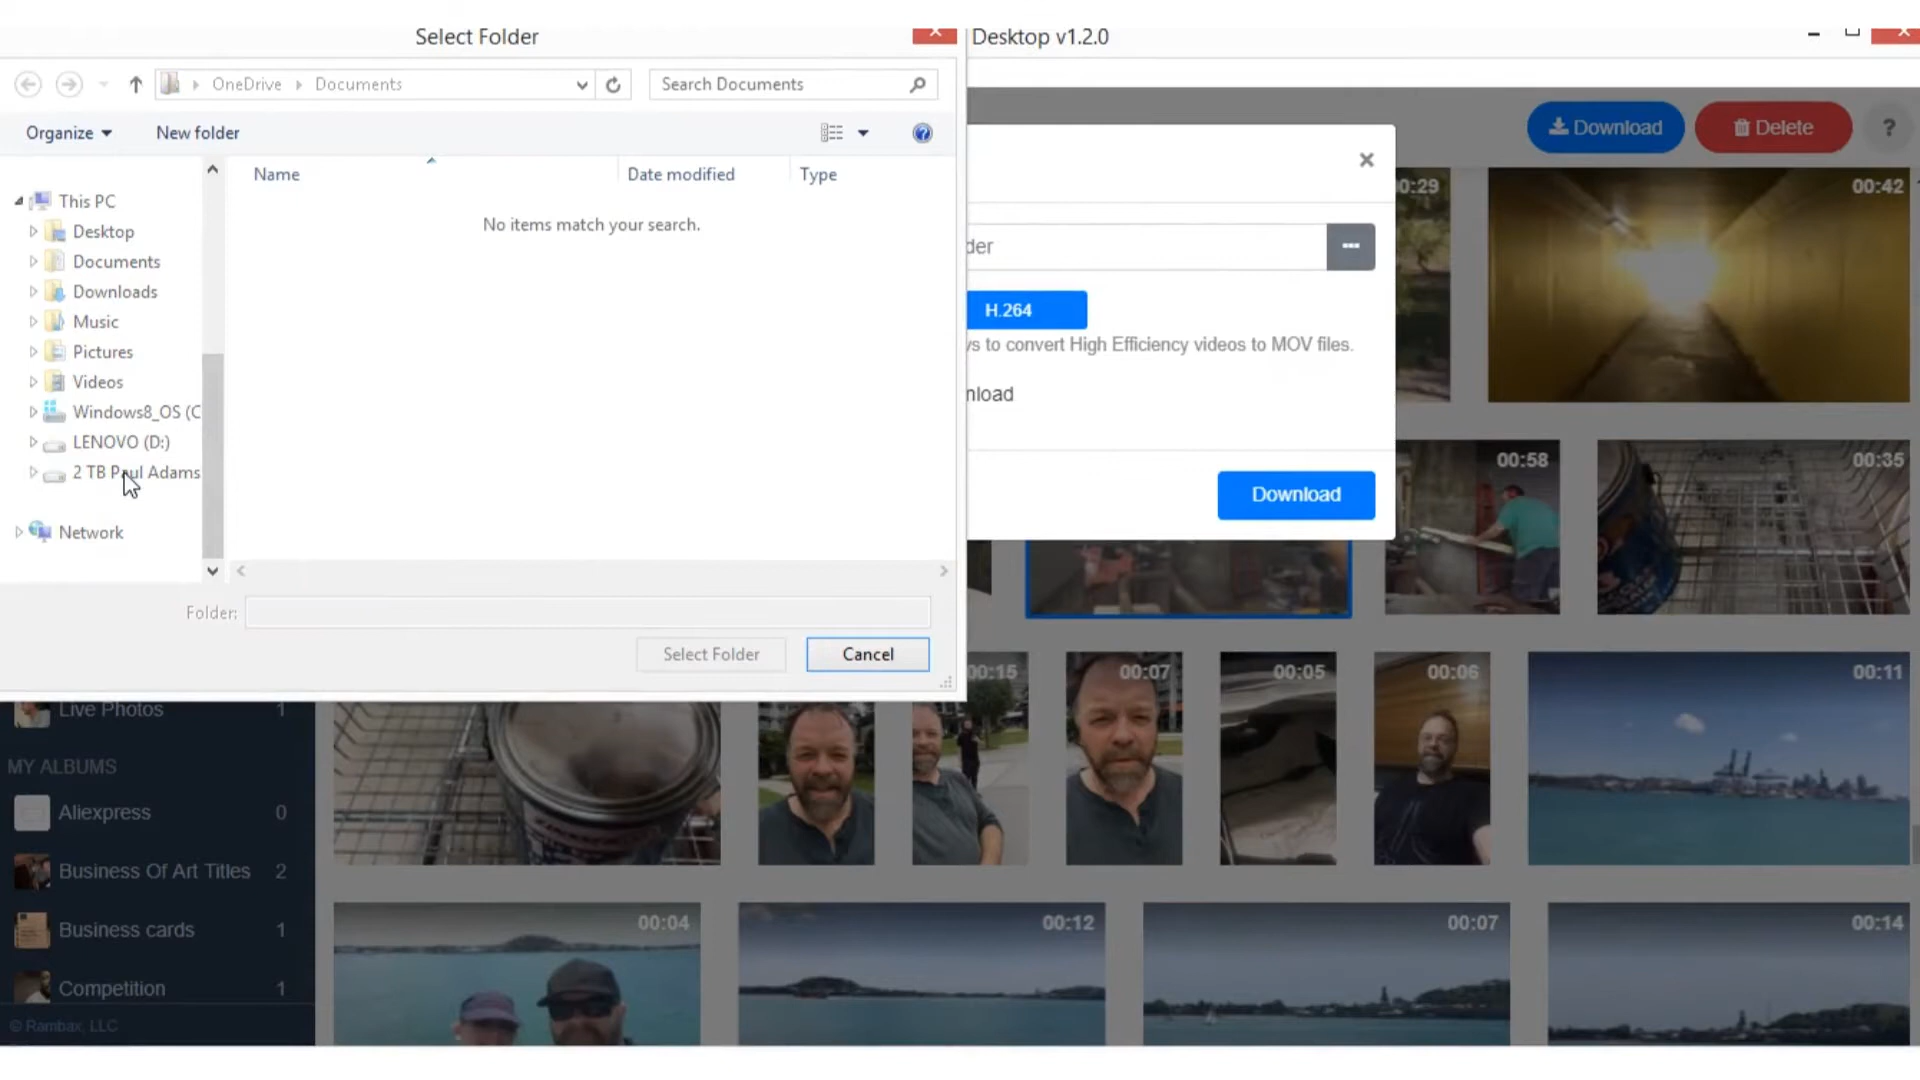 Select Folder
Desktop v1.2.0
OneDrive
Documents
Search Documents
Organize
New folder
Download
Delete
?
Name
Date modified
Type
No items match your search.
This PC
Desktop
Documents
Downloads
Music
Pictures
Videos
Windows8_OS (C
LENOVO (D:)
2 TB Paul Adams
Network
Folder:
Select Folder
Cancel
der
H.264
ys to convert High Efficiency videos to MOV files.
nload
Download
0:29
00:42
00:58
00:35
00:15
00:07
00:05
00:06
00:11
Live Photos 1
MY ALBUMS
Aliexpress 0
Business Of Art Titles 2
Business cards 1
Competition 1
© Rambax, LLC
00:04
00:12
00:07
00:14